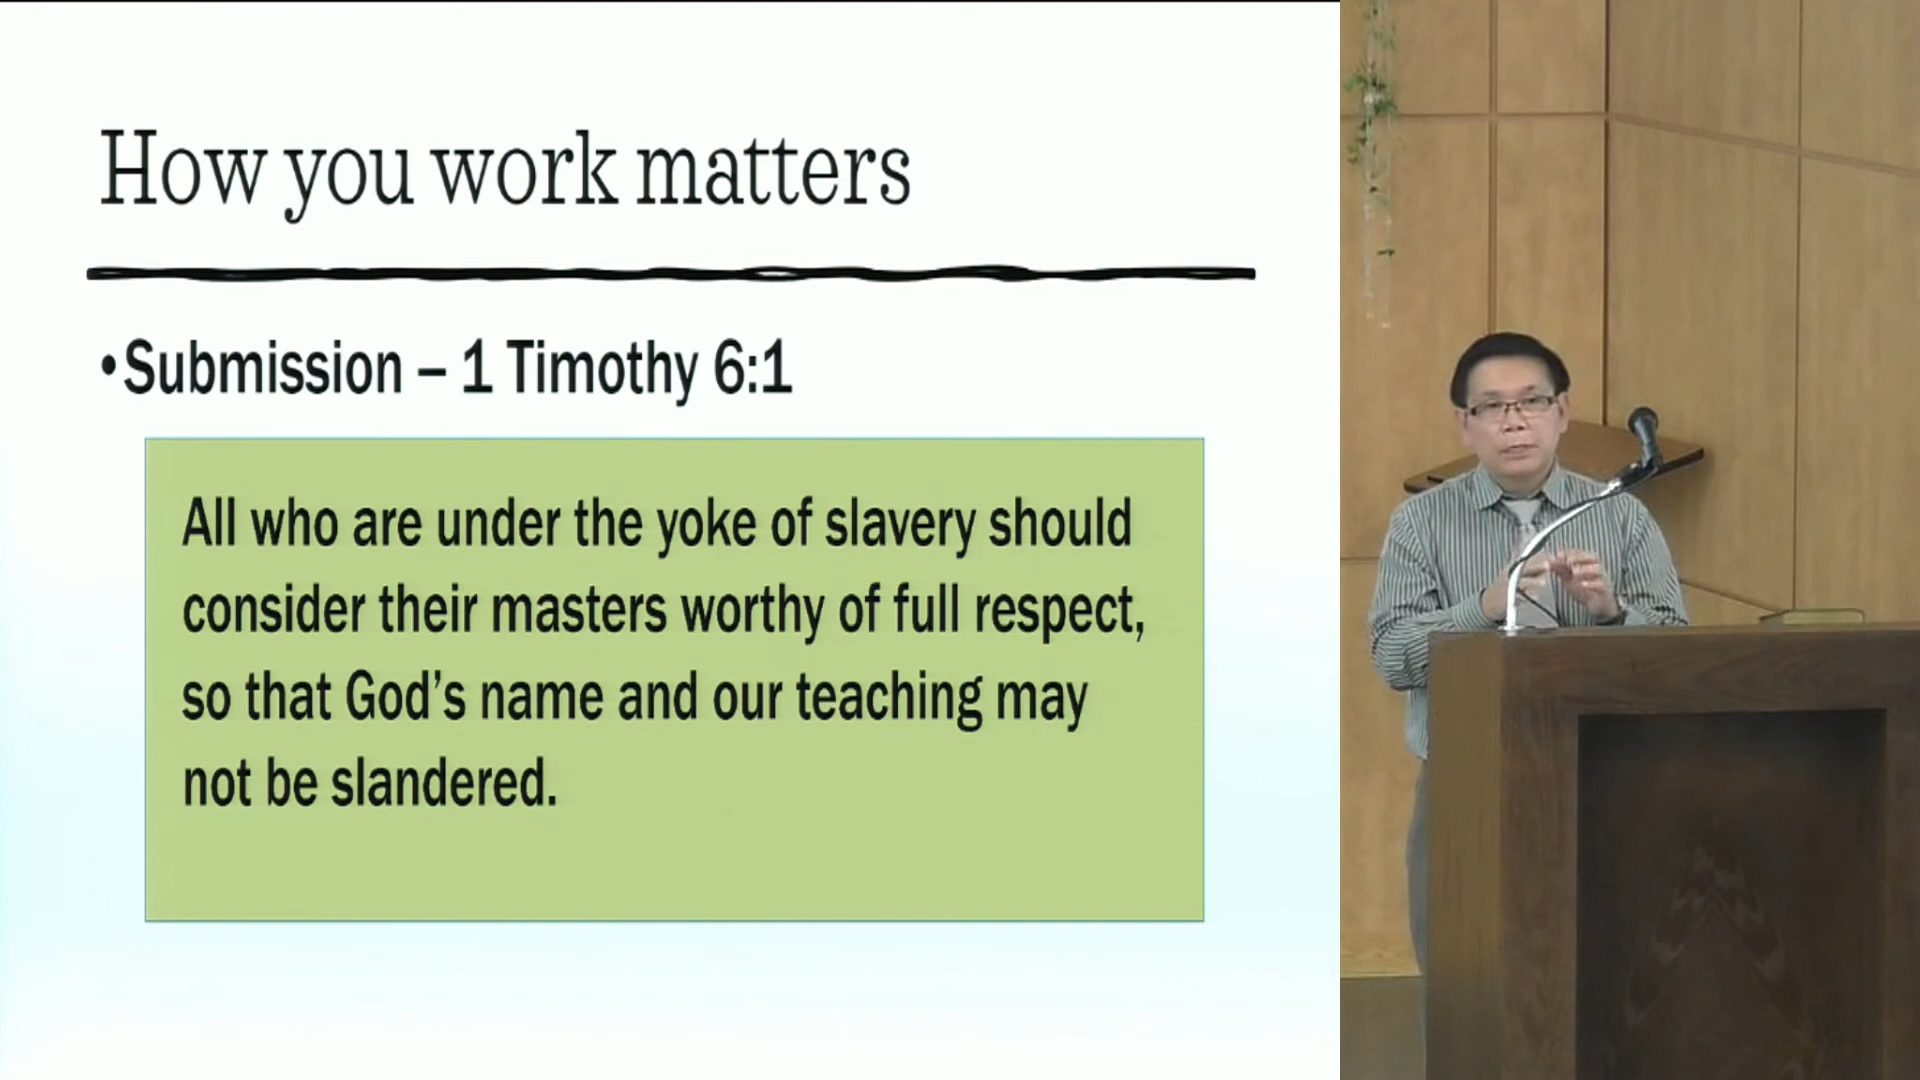 How you work matters
•Submission – 1 Timothy 6:1
All who are under the yoke of slavery should
consider their masters worthy of full respect,
so that God’s name and our teaching may
not be slandered.